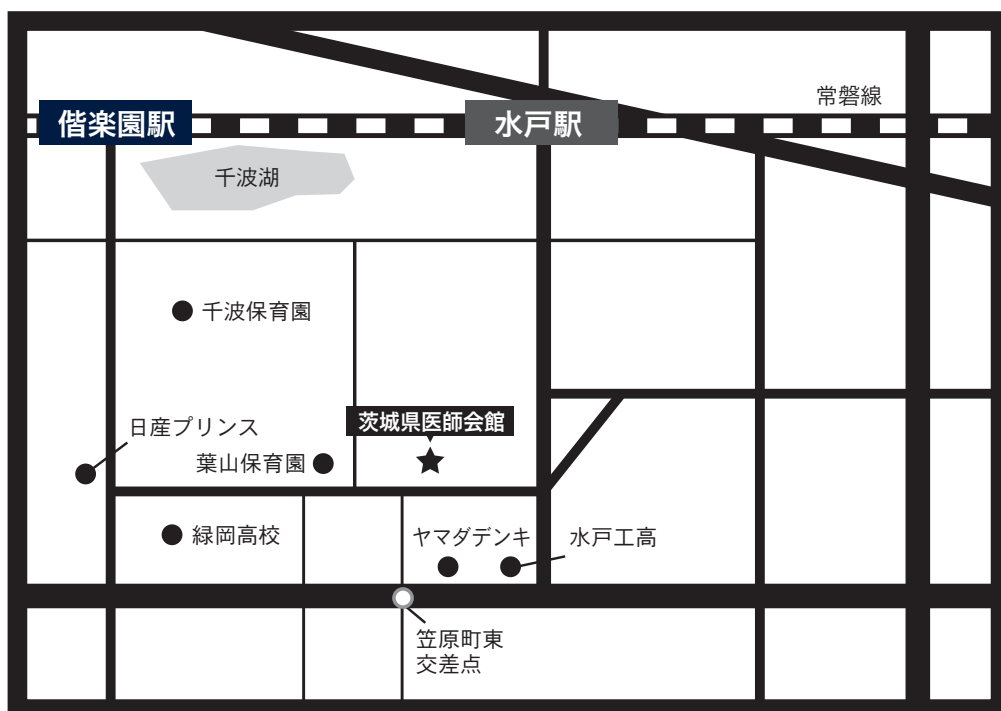 常磐線
偕楽園駅
水戸駅
千波湖
千波保育園
日産プリンス
茨城県医師会館
葉山保育園
緑岡高校
ヤマダデンキ
水戸工高
笠原町東
交差点